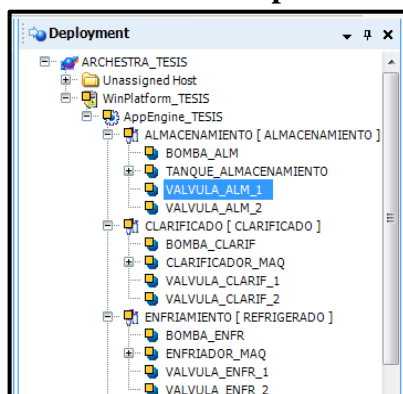 Deployment
ARCHESTRA_TESIS
Unassigned Host
WinPlatform_TESIS
AppEngine_TESIS
ALMACENAMIENTO [ ALMACENAMIENTO ]
BOMBA_ALM
TANQUE_ALMACENAMIENTO
VALVULA_ALM_1
VALVULA_ALM_2
CLARIFICADO [ CLARIFICADO ]
BOMBA_CLARIF
CLARIFICADOR_MAQ
VALVULA_CLARIF_1
VALVULA_CLARIF_2
ENFRIAMIENTO [ REFRIGERADO ]
BOMBA_ENFR
ENFRIADOR_MAQ
VALVULA_ENFR_1
VALVULA_ENFR_2